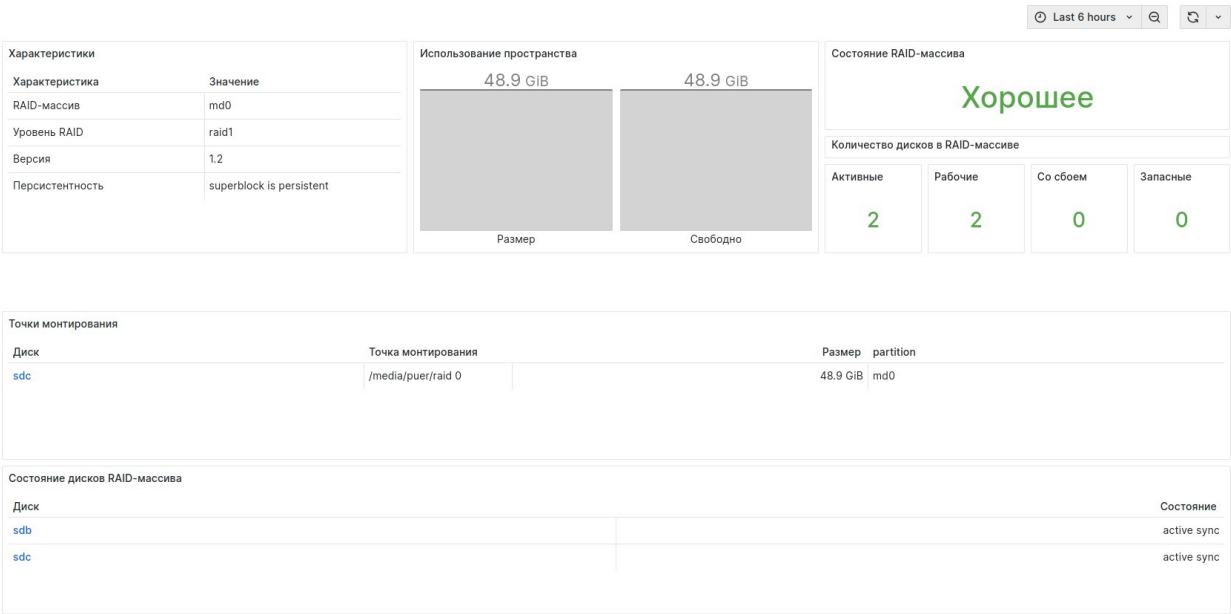 Last 6 hours
Характеристики
Характеристика Значение
RAID-массив md0
Уровень RAID raid1
Версия 1.2
Персистентность superblock is persistent
Использование пространства
48.9 GiB 48.9 GiB
Размер Свободно
Состояние RAID-массива
Хорошее
Количество дисков в RAID-массиве
Активные Рабочие Со сбоем Запасные
2 2 0 0
Точки монтирования
Диск Точка монтирования Размер partition
sdc /media/puer/raid 0 48.9 GiB md0
Состояние дисков RAID-массива
Диск Состояние
sdb active sync
sdc active sync